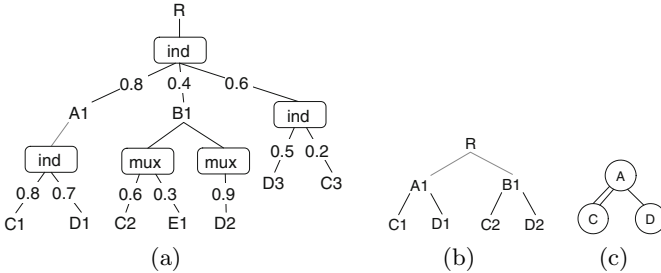 R
ind
0.8 0.4 0.6
A1 B1 ind
ind mux mux 0.5 0.2
0.8 0.7 0.6 0.3 0.9 D3 C3
C1 D1 C2 E1 D2
(a)
R
A1 B1
C1 D1 C2 D2
(b)
A
C D
(c)